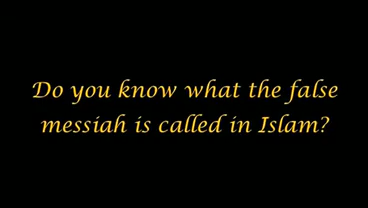 Do you know what the false
messiah is called in Islam?